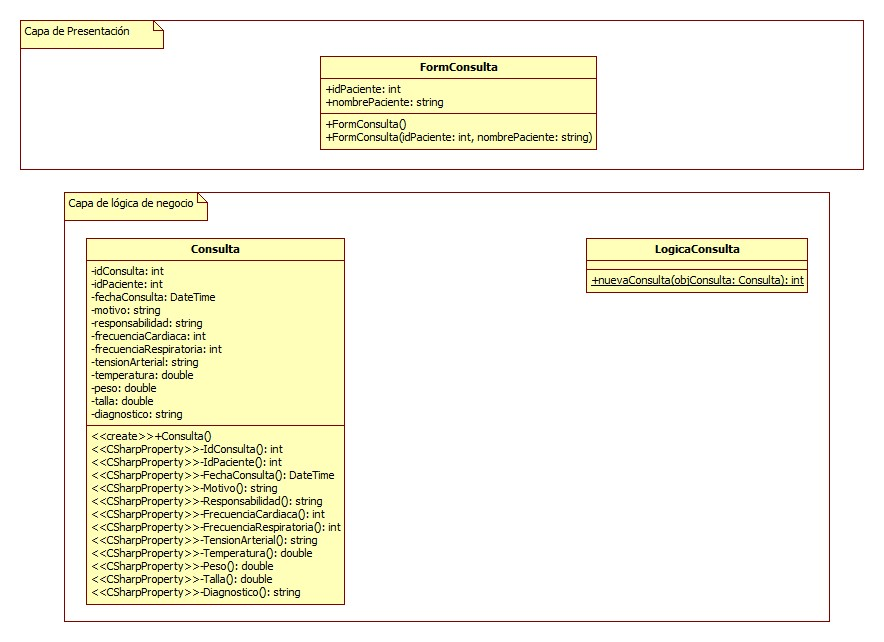 Capa de Presentación
FormConsulta
+idPaciente: int
+nombrePaciente: string
+FormConsulta()
+FormConsulta(idPaciente: int, nombrePaciente: string)
Capa de lógica de negocio
Consulta
-idConsulta: int
-idPaciente: int
-fechaConsulta: DateTime
-motivo: string
-responsabilidad: string
-frecuenciaCardiaca: int
-frecuenciaRespiratoria: int
-tensionArterial: string
-temperatura: double
-peso: double
-talla: double
-diagnostico: string
<<create>>+Consulta()
<<CSharpProperty>>-IdConsulta(): int
<<CSharpProperty>>-IdPaciente(): int
<<CSharpProperty>>-FechaConsulta(): DateTime
<<CSharpProperty>>-Motivo(): string
<<CSharpProperty>>-Responsabilidad(): string
<<CSharpProperty>>-FrecuenciaCardiaca(): int
<<CSharpProperty>>-FrecuenciaRespiratoria(): int
<<CSharpProperty>>-TensionArterial(): string
<<CSharpProperty>>-Temperatura(): double
<<CSharpProperty>>-Peso(): double
<<CSharpProperty>>-Talla(): double
<<CSharpProperty>>-Diagnostico(): string
LogicaConsulta
+nuevaConsulta(objConsulta: Consulta): int